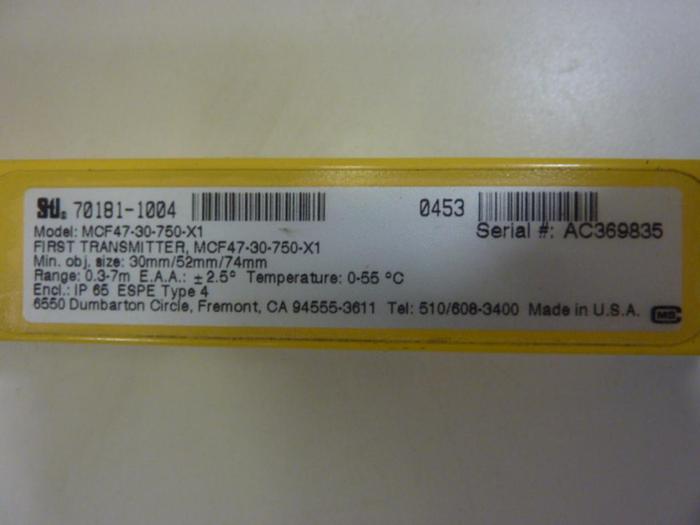 STI. 70181-1004 0453
Model: MCF47-30-750-X1 Serial #: AC369835
FIRST TRANSMITTER, MCF47-30-750-X1
Min. obj. size: 30mm/52mm/74mm
Range: 0.3-7m E.A.A.: ± 2.5° Temperature: 0-55 °C
Encl.: IP 65 ESPE Type 4
6550 Dumbarton Circle, Fremont, CA 94555-3611 Tel: 510/608-3400 Made in U.S.A. CMS